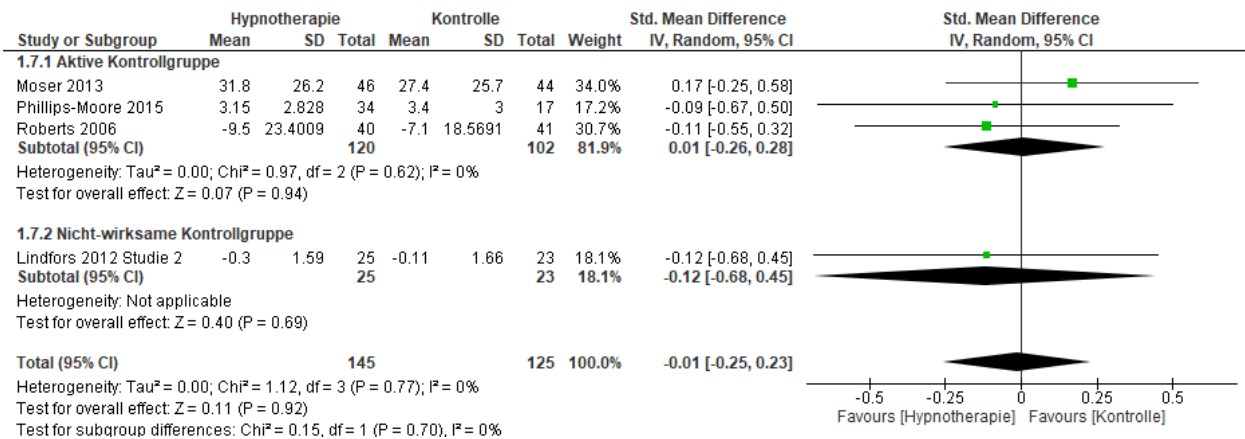 Hypnotherapie Kontrolle Std. Mean Difference Std. Mean Difference
Study or Subgroup Mean SD Total Mean SD Total Weight IV, Random, 95% CI IV, Random, 95% CI
1.7.1 Aktive Kontrollgruppe
Moser 2013 31.8 26.2 46 27.4 25.7 44 34.0% 0.17 [-0.25, 0.58]
Phillips-Moore 2015 3.15 2.828 34 3.4 3 17 17.2% -0.09 [-0.67, 0.50]
Roberts 2006 -9.5 23.4009 40 -7.1 18.5691 41 30.7% -0.11 [-0.55, 0.32]
Subtotal (95% CI) 120 102 81.9% 0.01 [-0.26, 0.28]
Heterogeneity: Tau² = 0.00; Chi² = 0.97, df = 2 (P = 0.62); I² = 0%
Test for overall effect: Z = 0.07 (P = 0.94)
1.7.2 Nicht-wirksame Kontrollgruppe
Lindfors 2012 Studie 2 -0.3 1.59 25 -0.11 1.66 23 18.1% -0.12 [-0.68, 0.45]
Subtotal (95% CI) 25 23 18.1% -0.12 [-0.68, 0.45]
Heterogeneity: Not applicable
Test for overall effect: Z = 0.40 (P = 0.69)
Total (95% CI) 145 125 100.0% -0.01 [-0.25, 0.23]
Heterogeneity: Tau² = 0.00; Chi² = 1.12, df = 3 (P = 0.77); I² = 0%
Test for overall effect: Z = 0.11 (P = 0.92)
Test for subgroup differences: Chi² = 0.15, df = 1 (P = 0.70), I² = 0%
-0.5 -0.25 0 0.25 0.5
Favours [Hypnotherapie] Favours [Kontrolle]